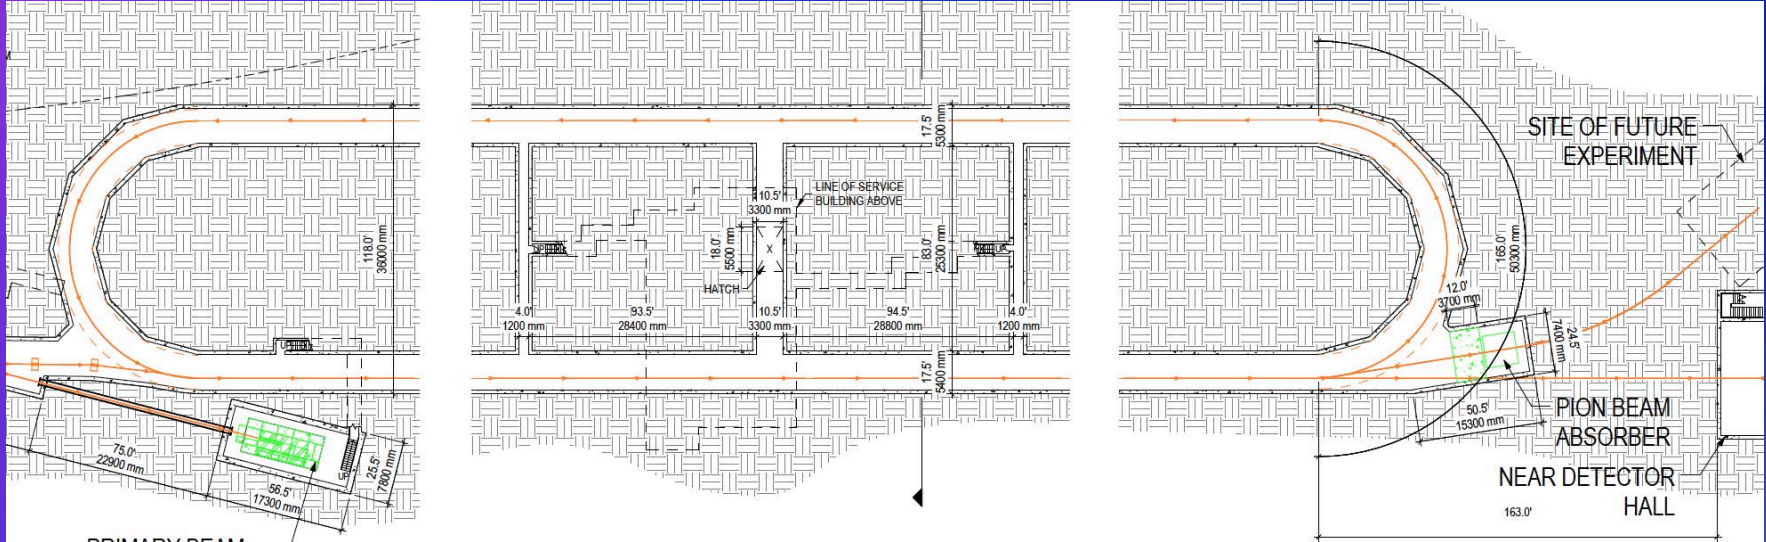 M
118.0'
36000 mm
UP
75.0'
22900 mm
56.5'
17300 mm
25.5'
7800 mm
UP
17.5'
5300 mm
LINE OF SERVICE
BUILDING ABOVE
10.5'
3300 mm
18.0'
5500 mm
X
HATCH
UP
UP
83.0'
25300 mm
4.0'
1200 mm
93.5'
28400 mm
10.5'
3300 mm
94.5'
28800 mm
4.0'
1200 mm
17.5'
5400 mm
SITE OF FUTURE
EXPERIMENT
165.0'
50300 mm
12.0'
3700 mm
24.5'
7400 mm
50.5'
15300 mm
PION BEAM
ABSORBER
NEAR DETECTOR
HALL
163.0'
PRIMARY BEAM